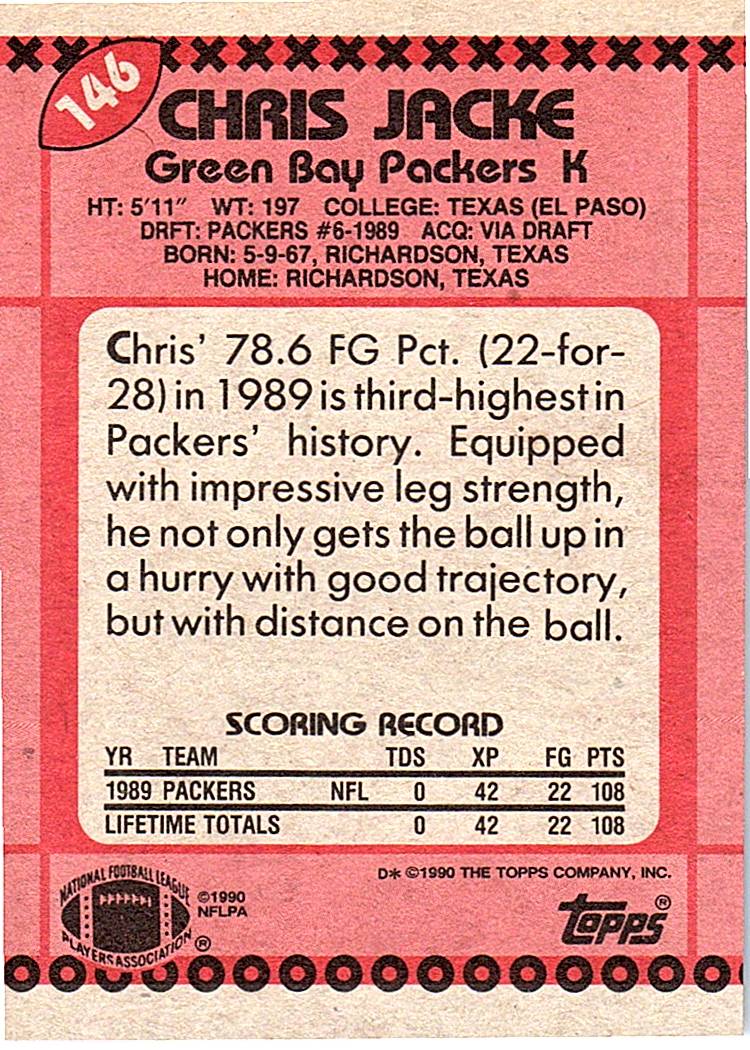 146
CHRIS JACKE
Green Bay Packers K
HT: 5'11" WT: 197 COLLEGE: TEXAS (EL PASO)
DRFT: PACKERS #6-1989 ACQ: VIA DRAFT
BORN: 5-9-67, RICHARDSON, TEXAS
HOME: RICHARDSON, TEXAS
Chris' 78.6 FG Pct. (22-for-
28) in 1989 is third-highest in
Packers' history. Equipped
with impressive leg strength,
he not only gets the ball up in
a hurry with good trajectory,
but with distance on the ball.
SCORING RECORD
YR TEAM TDS XP FG PTS
1989 PACKERS NFL 0 42 22 108
LIFETIME TOTALS 0 42 22 108
D* ©1990 THE TOPPS COMPANY, INC.
NATIONAL FOOTBALL LEAGUE
PLAYERS ASSOCIATION ®
©1990
NFLPA
topps®